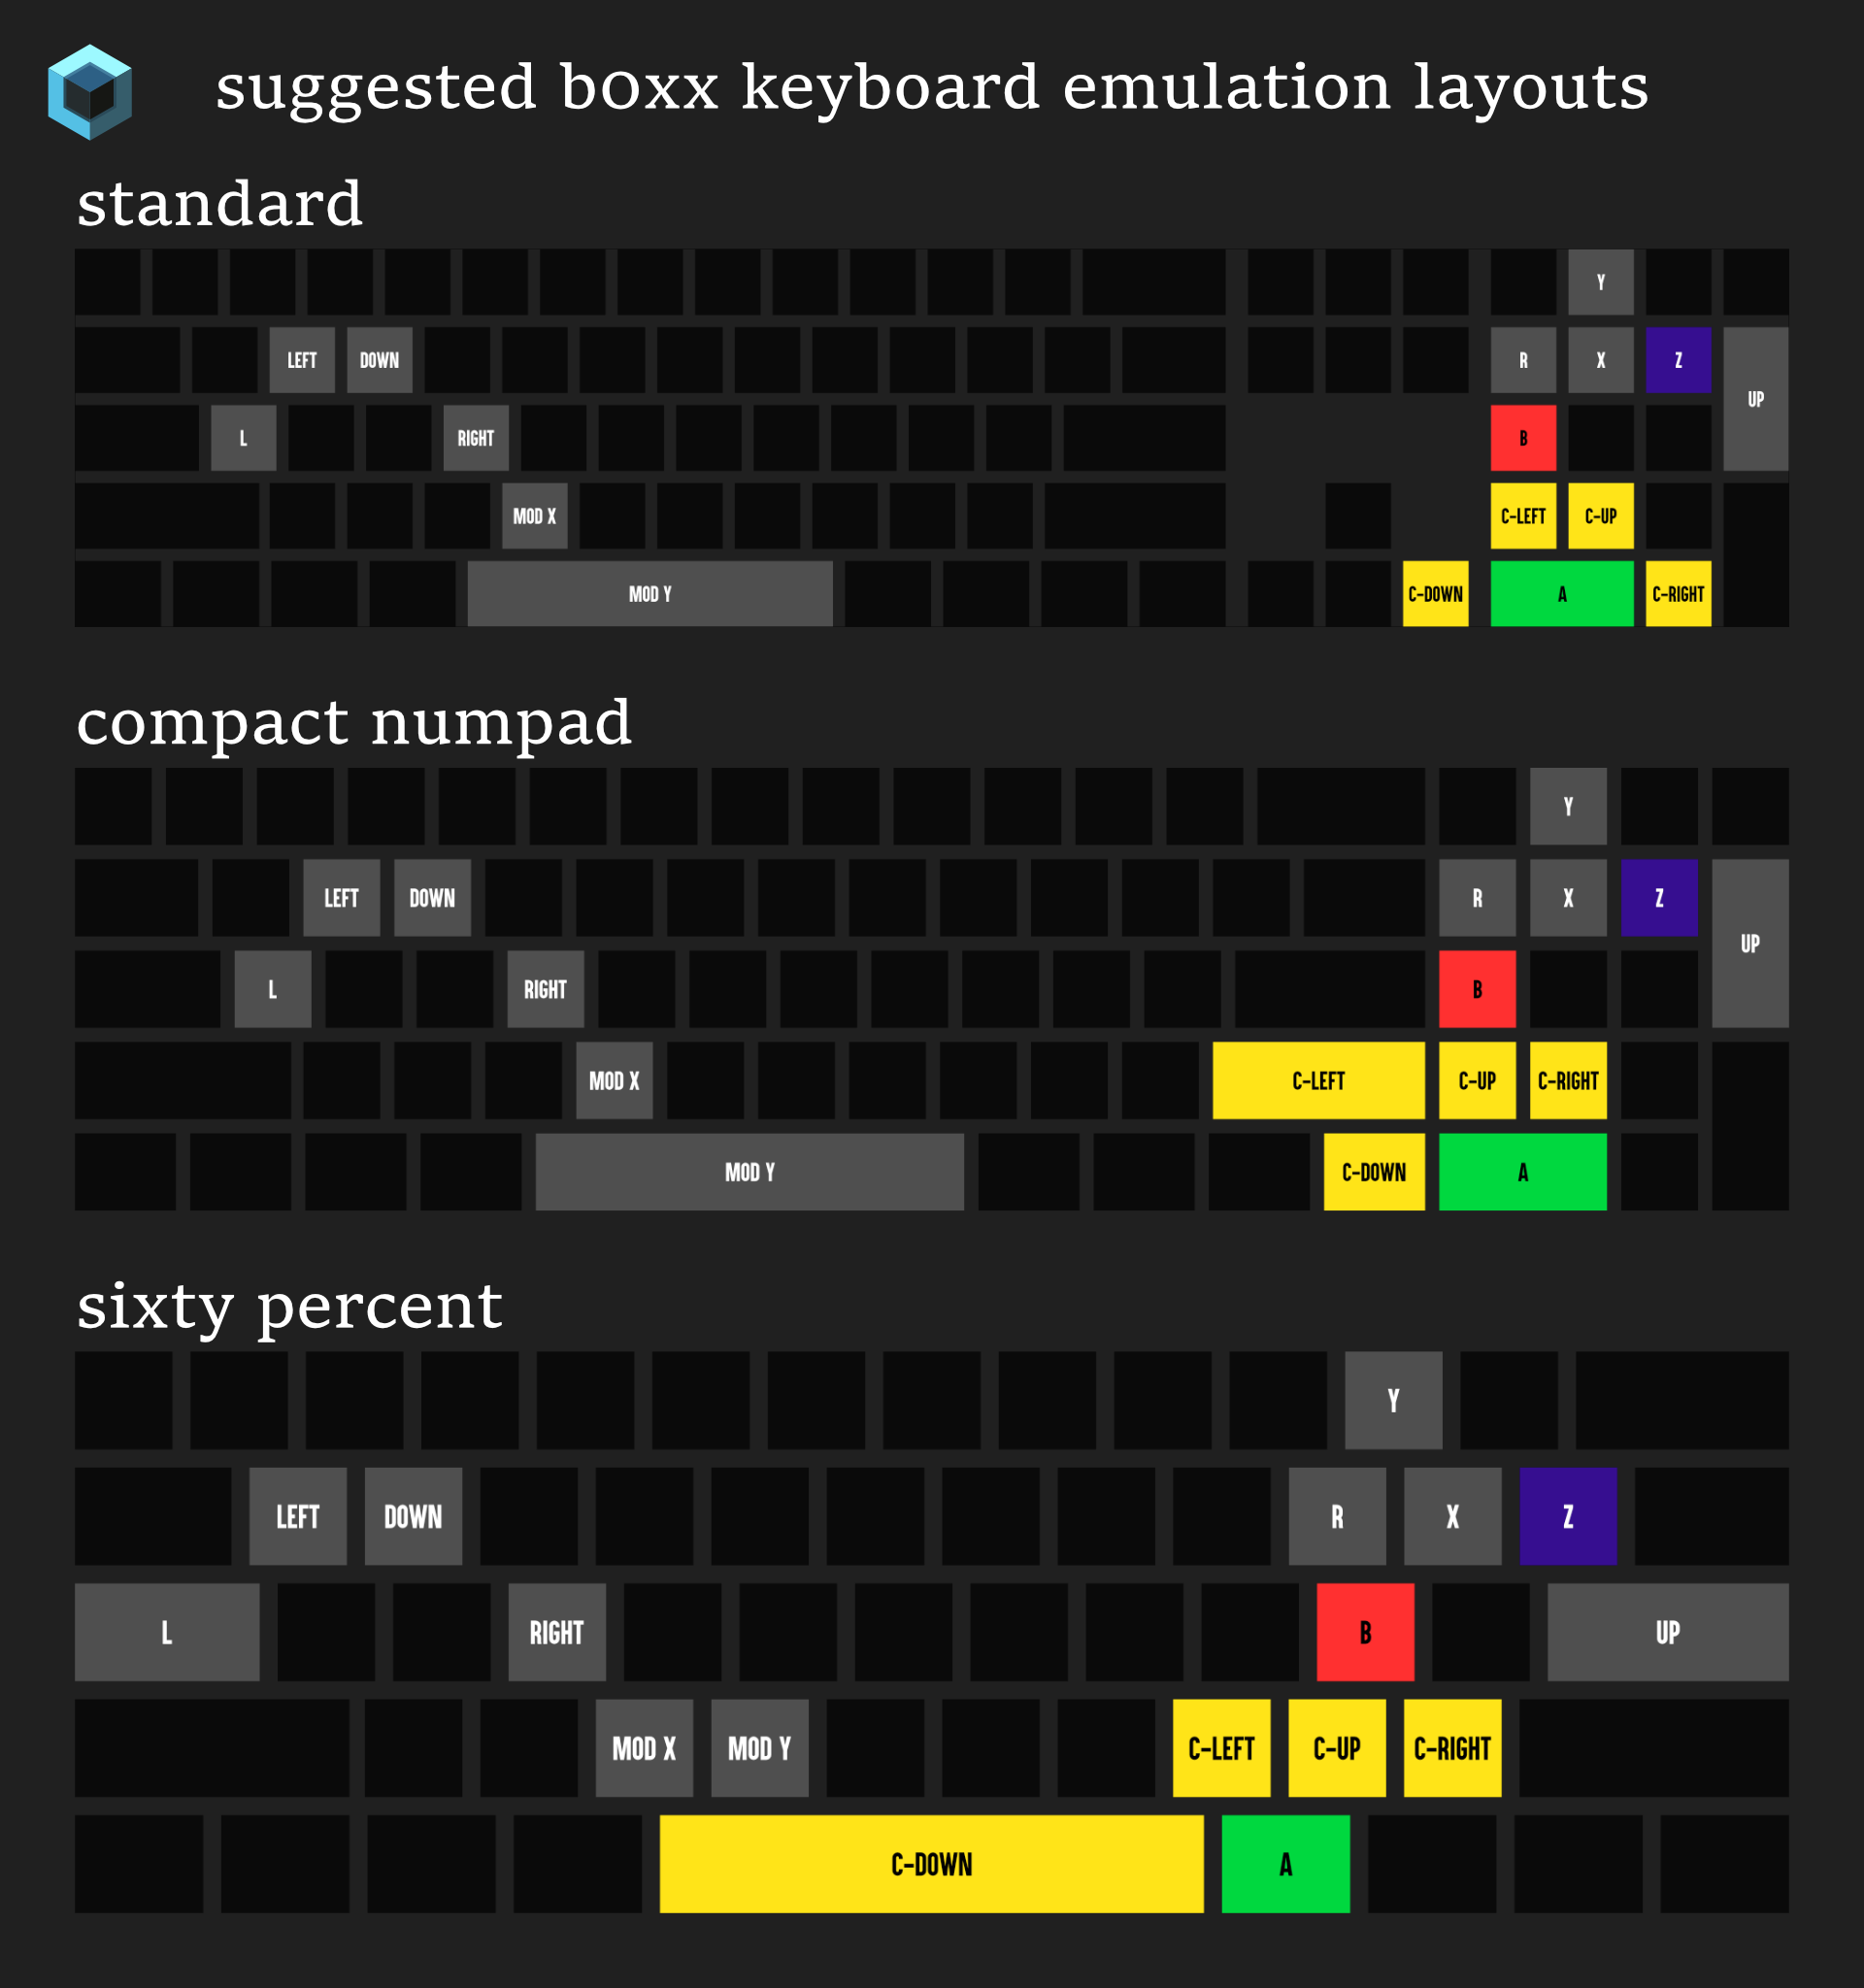 suggested b0xx keyboard emulation layouts
standard
Y
LEFT DOWN R X Z
UP
L RIGHT B
MOD X C-LEFT C-UP
MOD Y C-DOWN A C-RIGHT
compact numpad
Y
LEFT DOWN R X Z
UP
L RIGHT B
MOD X C-LEFT C-UP C-RIGHT
MOD Y C-DOWN A
sixty percent
Y
LEFT DOWN R X Z
L RIGHT B UP
MOD X MOD Y C-LEFT C-UP C-RIGHT
C-DOWN A